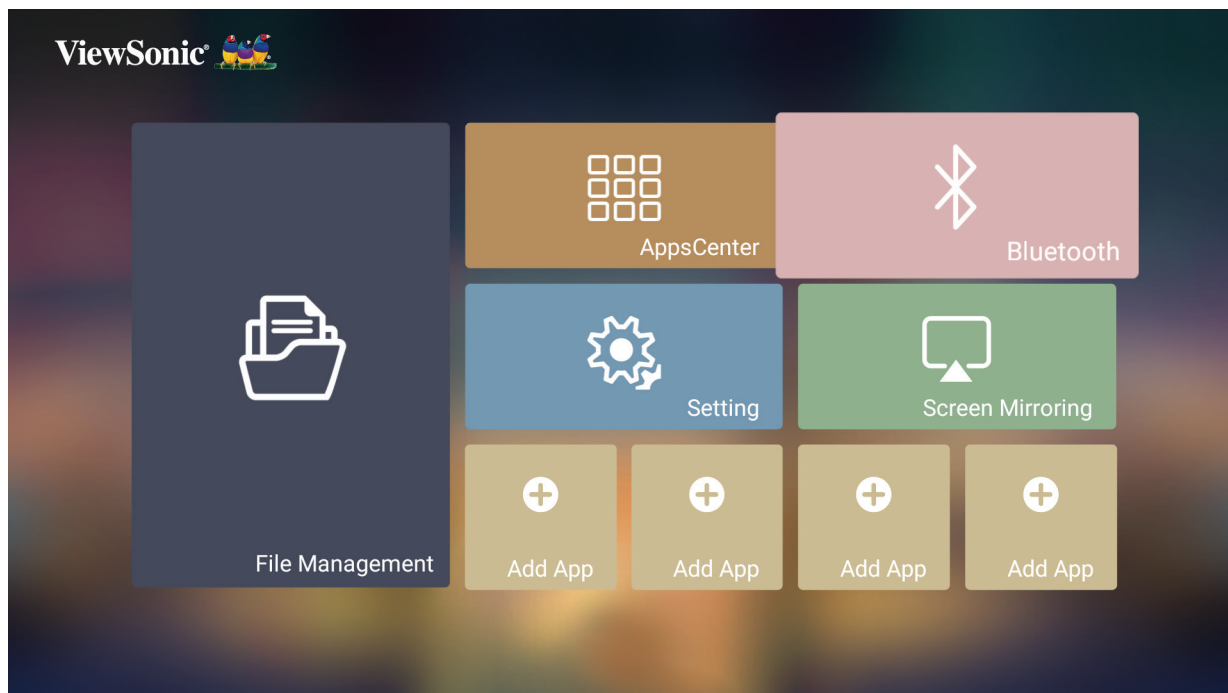 ViewSonic®
AppsCenter
Bluetooth
Setting
Screen Mirroring
File Management
Add App
Add App
Add App
Add App